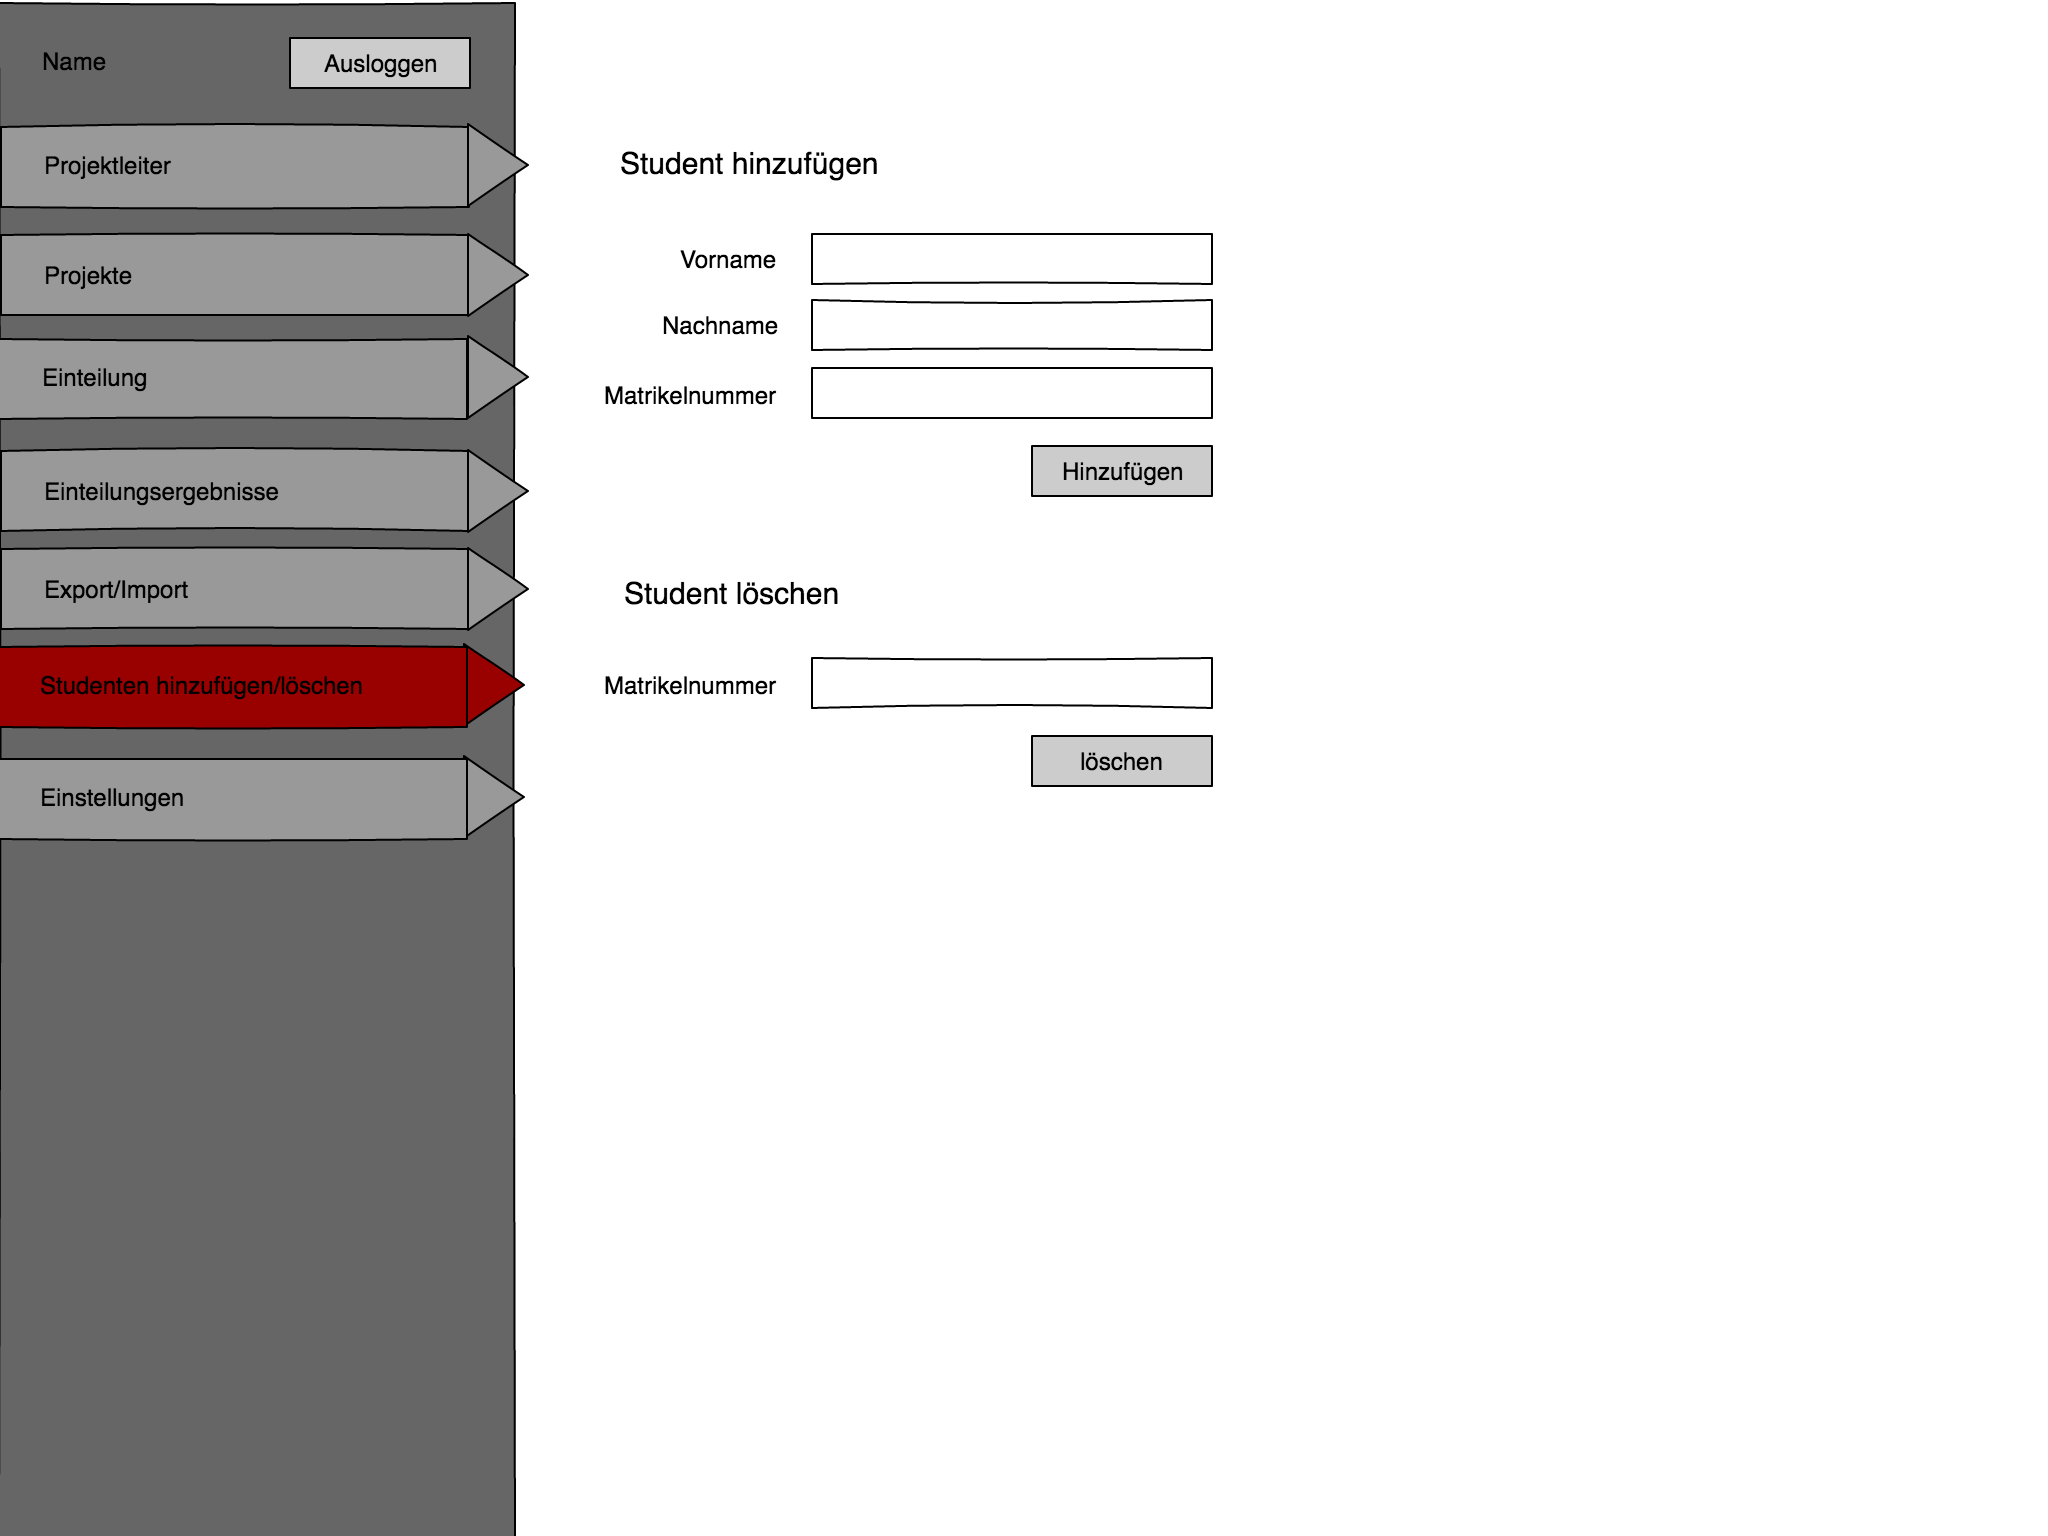 Name
Ausloggen
Projektleiter
Projekte
Einteilung
Einteilungsergebnisse
Export/Import
Studenten hinzufügen/löschen
Einstellungen
Student hinzufügen
Vorname
Nachname
Matrikelnummer
Hinzufügen
Student löschen
Matrikelnummer
löschen